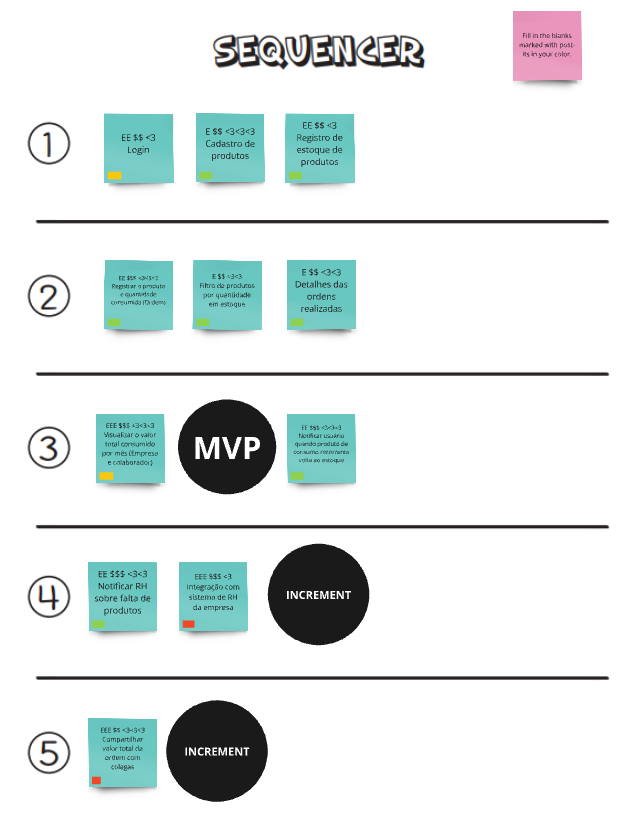 SEQUENCER
Fill in the blanks
marked with post-
its in your color.
1
EE $$ <3
Login
E $$ <3<3<3
Cadastro de
produtos
EE $$ <3
Registro de
estoque de
produtos
2
EE $$$ <3<3<3
Registrar o produto
e quantidade
consumida (Ordem)
E $$ <3<3
Filtro de produtos
por quantidade
em estoque
E $$ <3<3
Detalhes das
ordens
realizadas
3
EEE $$$ <3<3<3
Visualizar o valor
total consumido
por mês (Empresa
e colaborador)
MVP
EE $$$ <3<3<3
Notificar usuário
quando produto de
consumo recorrente
volta ao estoque
4
EE $$$ <3<3
Notificar RH
sobre falta de
produtos
EEE $$$ <3
Integração com
sistema de RH
da empresa
INCREMENT
5
EEE $$ <3<3<3
Compartilhar
valor total da
ordem com
colegas
INCREMENT